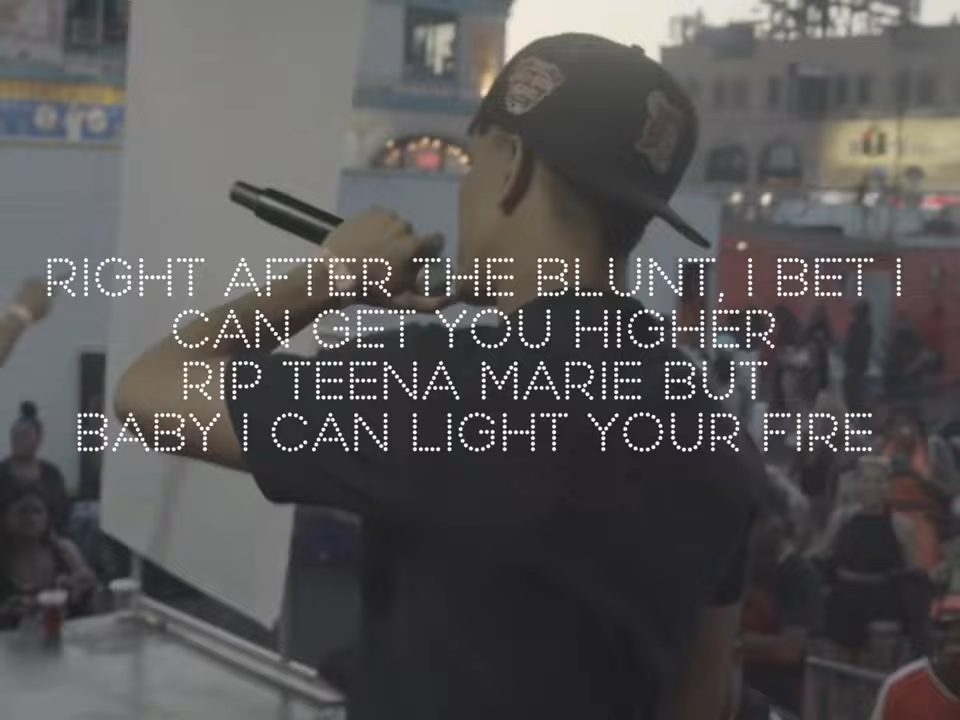 RIGHT AFTER THE BLUNT, I BET I
CAN GET YOU HIGHER
RIP TEENA MARIE BUT
BABY I CAN LIGHT YOUR FIRE